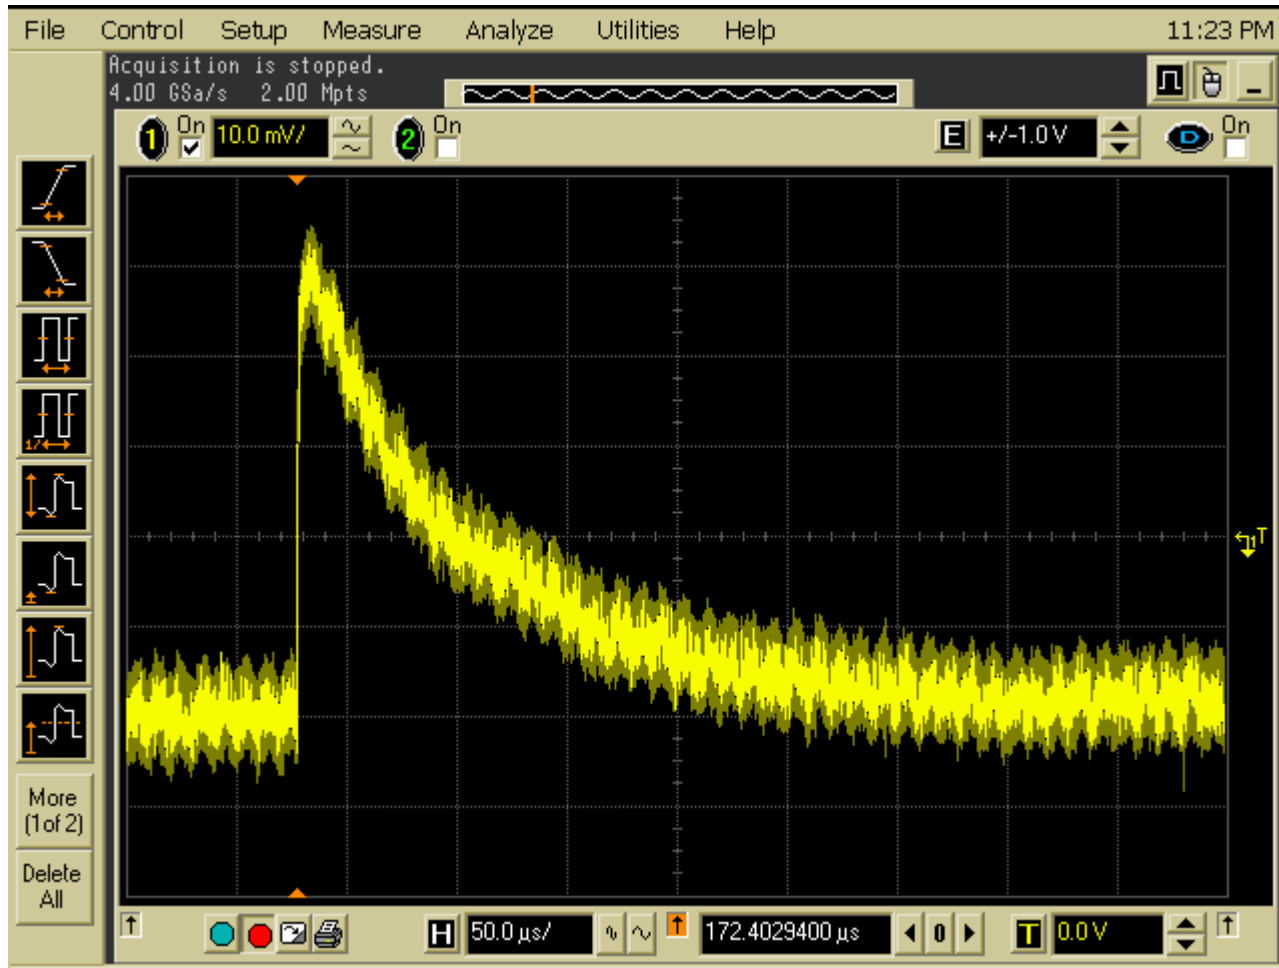 File Control Setup Measure Analyze Utilities Help 11:23 PM
Acquisition is stopped.
4.00 GSa/s 2.00 Mpts
1 On 10.0 mV/ 2 On E +/-1.0 V D On
1/
1 T
More
(1of 2)
Delete
All
H 50.0 µs/ 172.4029400 µs 0 T 0.0 V